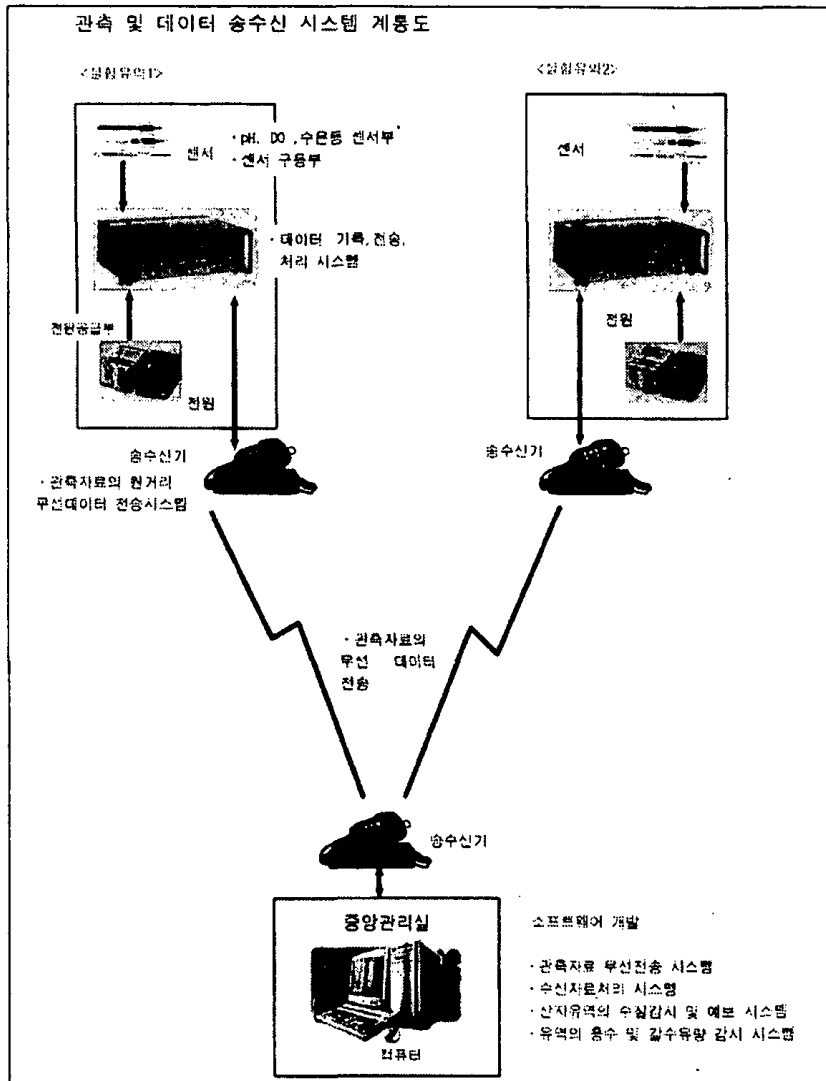 관측 및 데이터 송수신 시스템 계통도
<실험유역1>
<실험유역2>
센서
· pH, DO, 수온등 센서부
· 센서 구동부
센서
· 데이터 기록, 전송,
처리 시스템
전원공급부
전원
전원
송수신기
송수신기
· 관측자료의 원거리
무선데이터 전송시스템
· 관측자료의
무선 데이터
전송
송수신기
중앙관리실
컴퓨터
소프트웨어 개발
· 관측자료 무선전송 시스템
· 수신자료처리 시스템
· 산지유역의 수질감시 및 예보 시스템
· 유역의 홍수 및 갈수유량 감시 시스템